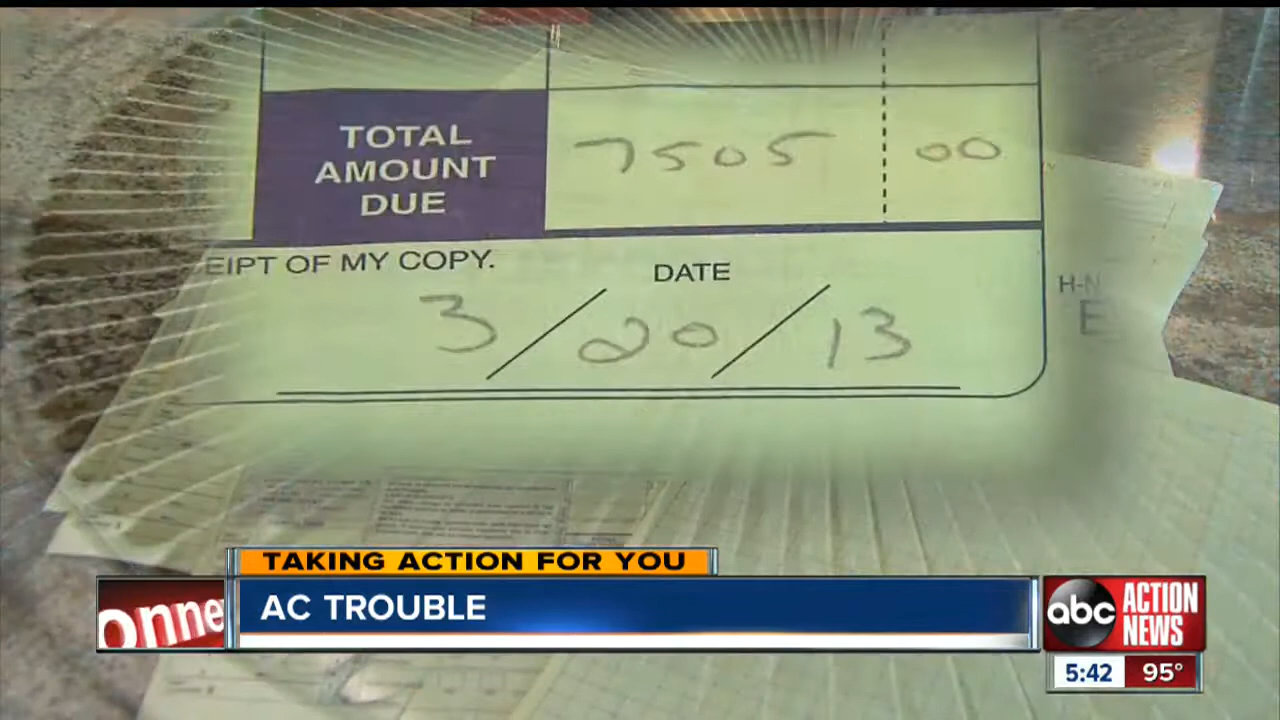 TOTAL
AMOUNT
DUE
7505 00
EIPT OF MY COPY.
DATE
3/20/13
H-N
E
TAKING ACTION FOR YOU
onne
AC TROUBLE
abc
ACTION
NEWS
5:42 95°